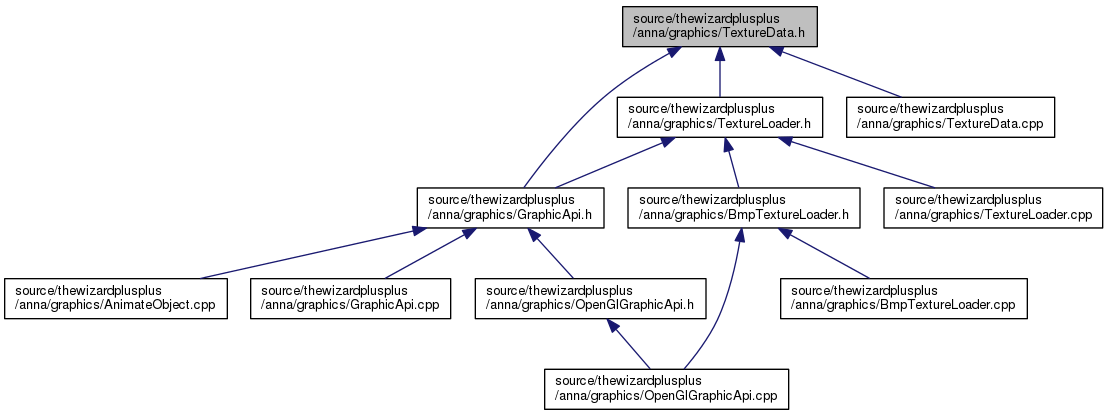 source/thewizardplusplus
/anna/graphics/TextureData.h
source/thewizardplusplus
/anna/graphics/TextureLoader.h
source/thewizardplusplus
/anna/graphics/TextureData.cpp
source/thewizardplusplus
/anna/graphics/GraphicApi.h
source/thewizardplusplus
/anna/graphics/BmpTextureLoader.h
source/thewizardplusplus
/anna/graphics/TextureLoader.cpp
source/thewizardplusplus
/anna/graphics/AnimateObject.cpp
source/thewizardplusplus
/anna/graphics/GraphicApi.cpp
source/thewizardplusplus
/anna/graphics/OpenGlGraphicApi.h
source/thewizardplusplus
/anna/graphics/BmpTextureLoader.cpp
source/thewizardplusplus
/anna/graphics/OpenGlGraphicApi.cpp